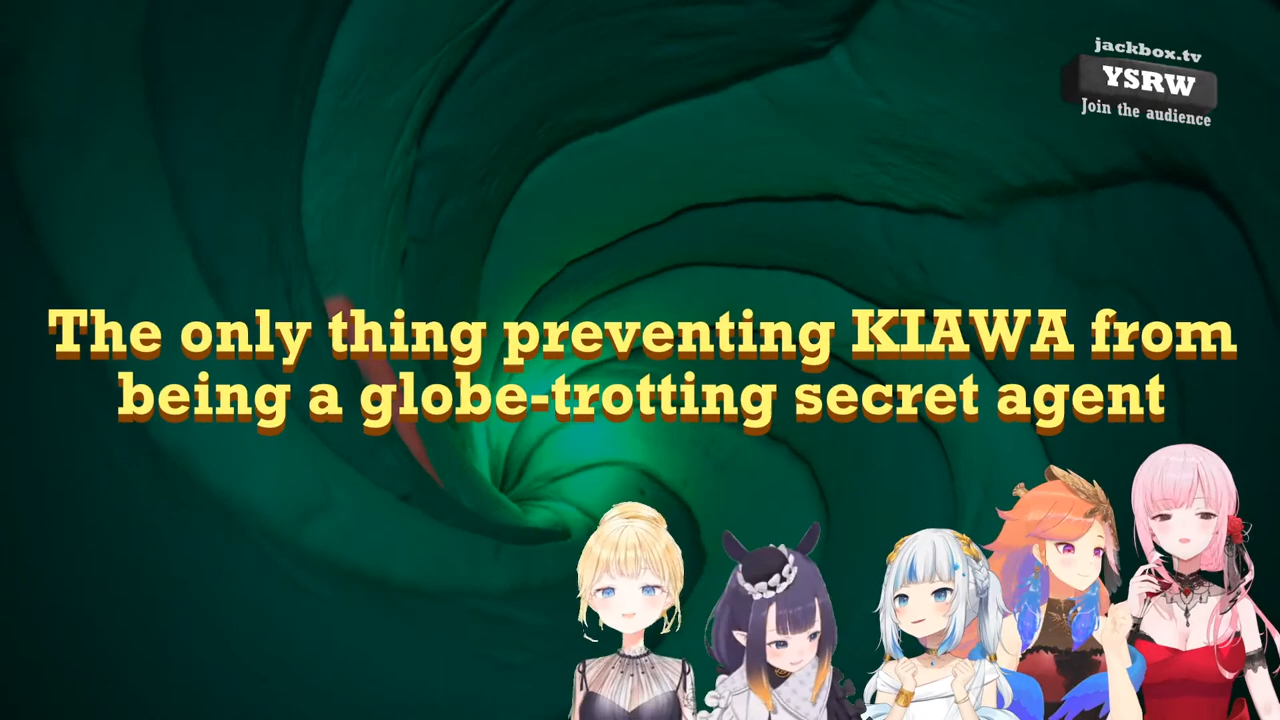 jackbox.tv
YSRW
Join the audience
The only thing preventing KIAWA from
being a globe-trotting secret agent